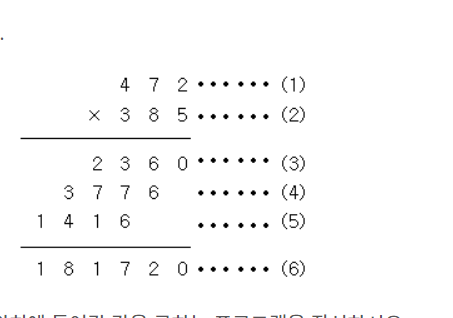 .
4 7 2 ······ (1)
× 3 8 5 ······ (2)
2 3 6 0 ······ (3)
3 7 7 6 ······ (4)
1 4 1 6 ······ (5)
1 8 1 7 2 0 ······ (6)